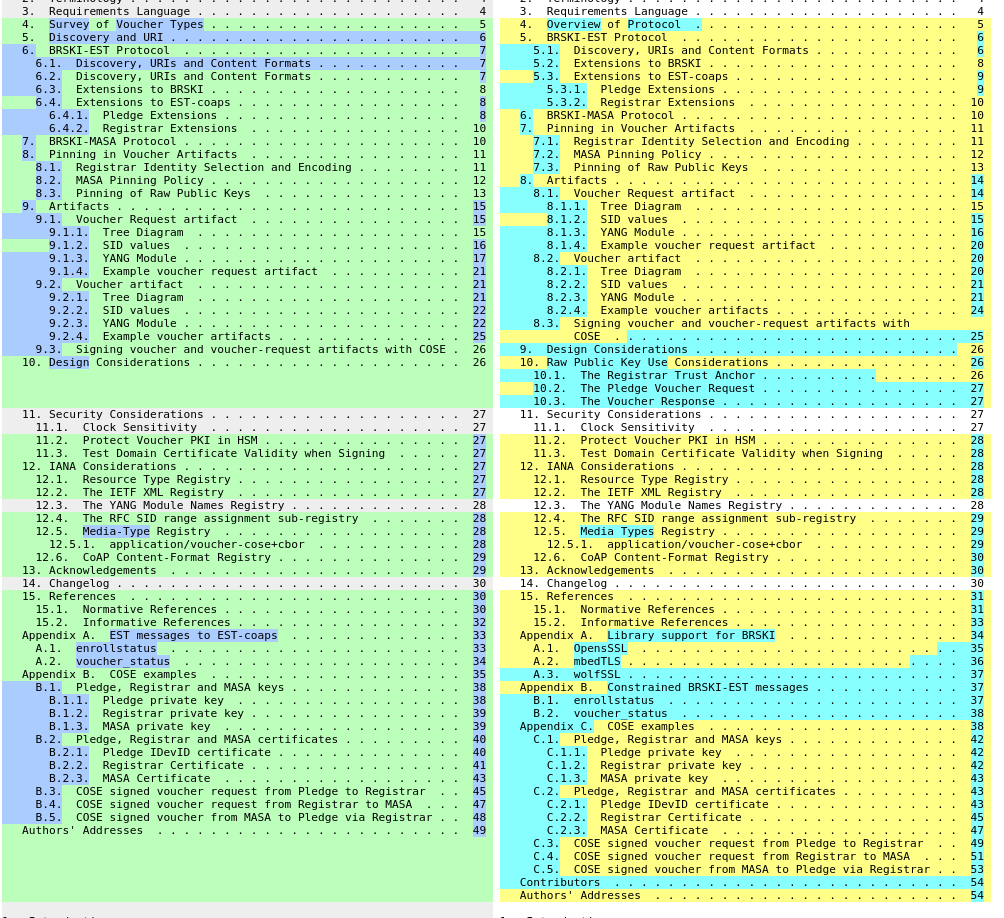 3. Requirements Language . . . . . . . . . . . . . . . . . . . 4
4. Survey of Voucher Types . . . . . . . . . . . . . . . . . . . 5
5. Discovery and URI . . . . . . . . . . . . . . . . . . . . . . 6
6. BRSKI-EST Protocol . . . . . . . . . . . . . . . . . . . . . 7
6.1. Discovery, URIs and Content Formats . . . . . . . . . . . 7
6.2. Discovery, URIs and Content Formats . . . . . . . . . . . 7
6.3. Extensions to BRSKI . . . . . . . . . . . . . . . . . . . 8
6.4. Extensions to EST-coaps . . . . . . . . . . . . . . . . . 8
6.4.1. Pledge Extensions . . . . . . . . . . . . . . . . . . 8
6.4.2. Registrar Extensions . . . . . . . . . . . . . . . . 10
7. BRSKI-MASA Protocol . . . . . . . . . . . . . . . . . . . . . 10
8. Pinning in Voucher Artifacts . . . . . . . . . . . . . . . . 11
8.1. Registrar Identity Selection and Encoding . . . . . . . . 11
8.2. MASA Pinning Policy . . . . . . . . . . . . . . . . . . . 12
8.3. Pinning of Raw Public Keys . . . . . . . . . . . . . . . 13
9. Artifacts . . . . . . . . . . . . . . . . . . . . . . . . . . 15
9.1. Voucher Request artifact . . . . . . . . . . . . . . . . 15
9.1.1. Tree Diagram . . . . . . . . . . . . . . . . . . . . 15
9.1.2. SID values . . . . . . . . . . . . . . . . . . . . . 16
9.1.3. YANG Module . . . . . . . . . . . . . . . . . . . . . 17
9.1.4. Example voucher request artifact . . . . . . . . . . 21
9.2. Voucher artifact . . . . . . . . . . . . . . . . . . . . 21
9.2.1. Tree Diagram . . . . . . . . . . . . . . . . . . . . 21
9.2.2. SID values . . . . . . . . . . . . . . . . . . . . . 22
9.2.3. YANG Module . . . . . . . . . . . . . . . . . . . . . 22
9.2.4. Example voucher artifacts . . . . . . . . . . . . . . 25
9.3. Signing voucher and voucher-request artifacts with COSE . 26
10. Design Considerations . . . . . . . . . . . . . . . . . . . . 26
11. Security Considerations . . . . . . . . . . . . . . . . . . . 27
11.1. Clock Sensitivity . . . . . . . . . . . . . . . . . . . 27
11.2. Protect Voucher PKI in HSM . . . . . . . . . . . . . . . 27
11.3. Test Domain Certificate Validity when Signing . . . . . 27
12. IANA Considerations . . . . . . . . . . . . . . . . . . . . . 27
12.1. Resource Type Registry . . . . . . . . . . . . . . . . . 27
12.2. The IETF XML Registry . . . . . . . . . . . . . . . . . 27
12.3. The YANG Module Names Registry . . . . . . . . . . . . . 28
12.4. The RFC SID range assignment sub-registry . . . . . . . 28
12.5. Media-Type Registry . . . . . . . . . . . . . . . . . . 28
12.5.1. application/voucher-cose+cbor . . . . . . . . . . . 28
12.6. CoAP Content-Format Registry . . . . . . . . . . . . . . 29
13. Acknowledgements . . . . . . . . . . . . . . . . . . . . . . 29
14. Changelog . . . . . . . . . . . . . . . . . . . . . . . . . . 30
15. References . . . . . . . . . . . . . . . . . . . . . . . . . 30
15.1. Normative References . . . . . . . . . . . . . . . . . . 30
15.2. Informative References . . . . . . . . . . . . . . . . . 32
Appendix A. EST messages to EST-coaps . . . . . . . . . . . . . . 33
A.1. enrollstatus . . . . . . . . . . . . . . . . . . . . . . 33
A.2. voucher_status . . . . . . . . . . . . . . . . . . . . . 34
Appendix B. COSE examples . . . . . . . . . . . . . . . . . . . . 35
B.1. Pledge, Registrar and MASA keys . . . . . . . . . . . . . 38
B.1.1. Pledge private key . . . . . . . . . . . . . . . . . 38
B.1.2. Registrar private key . . . . . . . . . . . . . . . . 39
B.1.3. MASA private key . . . . . . . . . . . . . . . . . . 39
B.2. Pledge, Registrar and MASA certificates . . . . . . . . . 40
B.2.1. Pledge IDevID certificate . . . . . . . . . . . . . . 40
B.2.2. Registrar Certificate . . . . . . . . . . . . . . . . 41
B.2.3. MASA Certificate . . . . . . . . . . . . . . . . . . 43
B.3. COSE signed voucher request from Pledge to Registrar . . 45
B.4. COSE signed voucher request from Registrar to MASA . . . 47
B.5. COSE signed voucher from MASA to Pledge via Registrar . . 48
Authors' Addresses . . . . . . . . . . . . . . . . . . . . . . . 49
3. Requirements Language . . . . . . . . . . . . . . . . . . . . 4
4. Overview of Protocol . . . . . . . . . . . . . . . . . . . . 5
5. BRSKI-EST Protocol . . . . . . . . . . . . . . . . . . . . . 6
5.1. Discovery, URIs and Content Formats . . . . . . . . . . . 6
5.2. Extensions to BRSKI . . . . . . . . . . . . . . . . . . . 8
5.3. Extensions to EST-coaps . . . . . . . . . . . . . . . . . 9
5.3.1. Pledge Extensions . . . . . . . . . . . . . . . . . . 9
5.3.2. Registrar Extensions . . . . . . . . . . . . . . . . 10
6. BRSKI-MASA Protocol . . . . . . . . . . . . . . . . . . . . . 10
7. Pinning in Voucher Artifacts . . . . . . . . . . . . . . . . 11
7.1. Registrar Identity Selection and Encoding . . . . . . . . 11
7.2. MASA Pinning Policy . . . . . . . . . . . . . . . . . . . 12
7.3. Pinning of Raw Public Keys . . . . . . . . . . . . . . . 13
8. Artifacts . . . . . . . . . . . . . . . . . . . . . . . . . . 14
8.1. Voucher Request artifact . . . . . . . . . . . . . . . . 14
8.1.1. Tree Diagram . . . . . . . . . . . . . . . . . . . . 15
8.1.2. SID values . . . . . . . . . . . . . . . . . . . . . 15
8.1.3. YANG Module . . . . . . . . . . . . . . . . . . . . . 16
8.1.4. Example voucher request artifact . . . . . . . . . . 20
8.2. Voucher artifact . . . . . . . . . . . . . . . . . . . . 20
8.2.1. Tree Diagram . . . . . . . . . . . . . . . . . . . . 20
8.2.2. SID values . . . . . . . . . . . . . . . . . . . . . 21
8.2.3. YANG Module . . . . . . . . . . . . . . . . . . . . . 21
8.2.4. Example voucher artifacts . . . . . . . . . . . . . . 24
8.3. Signing voucher and voucher-request artifacts with
COSE . . . . . . . . . . . . . . . . . . . . . . . . . . 25
9. Design Considerations . . . . . . . . . . . . . . . . . . . . 26
10. Raw Public Key Use Considerations . . . . . . . . . . . . . . 26
10.1. The Registrar Trust Anchor . . . . . . . . . . . . . . . 26
10.2. The Pledge Voucher Request . . . . . . . . . . . . . . . 27
10.3. The Voucher Response . . . . . . . . . . . . . . . . . . 27
11. Security Considerations . . . . . . . . . . . . . . . . . . . 27
11.1. Clock Sensitivity . . . . . . . . . . . . . . . . . . . 27
11.2. Protect Voucher PKI in HSM . . . . . . . . . . . . . . . 28
11.3. Test Domain Certificate Validity when Signing . . . . . 28
12. IANA Considerations . . . . . . . . . . . . . . . . . . . . . 28
12.1. Resource Type Registry . . . . . . . . . . . . . . . . . 28
12.2. The IETF XML Registry . . . . . . . . . . . . . . . . . 28
12.3. The YANG Module Names Registry . . . . . . . . . . . . . 28
12.4. The RFC SID range assignment sub-registry . . . . . . . 29
12.5. Media Types Registry . . . . . . . . . . . . . . . . . . 29
12.5.1. application/voucher-cose+cbor . . . . . . . . . . . 29
12.6. CoAP Content-Format Registry . . . . . . . . . . . . . . 30
13. Acknowledgements . . . . . . . . . . . . . . . . . . . . . . 30
14. Changelog . . . . . . . . . . . . . . . . . . . . . . . . . . 30
15. References . . . . . . . . . . . . . . . . . . . . . . . . . 31
15.1. Normative References . . . . . . . . . . . . . . . . . . 31
15.2. Informative References . . . . . . . . . . . . . . . . . 33
Appendix A. Library support for BRSKI . . . . . . . . . . . . . . 34
A.1. OpensSSL . . . . . . . . . . . . . . . . . . . . . . . . 35
A.2. mbedTLS . . . . . . . . . . . . . . . . . . . . . . . . . 36
A.3. wolfSSL . . . . . . . . . . . . . . . . . . . . . . . . . 37
Appendix B. Constrained BRSKI-EST messages . . . . . . . . . . . 37
B.1. enrollstatus . . . . . . . . . . . . . . . . . . . . . . 37
B.2. voucher_status . . . . . . . . . . . . . . . . . . . . . 38
Appendix C. COSE examples . . . . . . . . . . . . . . . . . . . . 38
C.1. Pledge, Registrar and MASA keys . . . . . . . . . . . . . 42
C.1.1. Pledge private key . . . . . . . . . . . . . . . . . 42
C.1.2. Registrar private key . . . . . . . . . . . . . . . . 42
C.1.3. MASA private key . . . . . . . . . . . . . . . . . . 43
C.2. Pledge, Registrar and MASA certificates . . . . . . . . . 43
C.2.1. Pledge IDevID certificate . . . . . . . . . . . . . . 43
C.2.2. Registrar Certificate . . . . . . . . . . . . . . . . 45
C.2.3. MASA Certificate . . . . . . . . . . . . . . . . . . 47
C.3. COSE signed voucher request from Pledge to Registrar . . 49
C.4. COSE signed voucher request from Registrar to MASA . . . 51
C.5. COSE signed voucher from MASA to Pledge via Registrar . . 53
Contributors . . . . . . . . . . . . . . . . . . . . . . . . . . 54
Authors' Addresses . . . . . . . . . . . . . . . . . . . . . . . 54